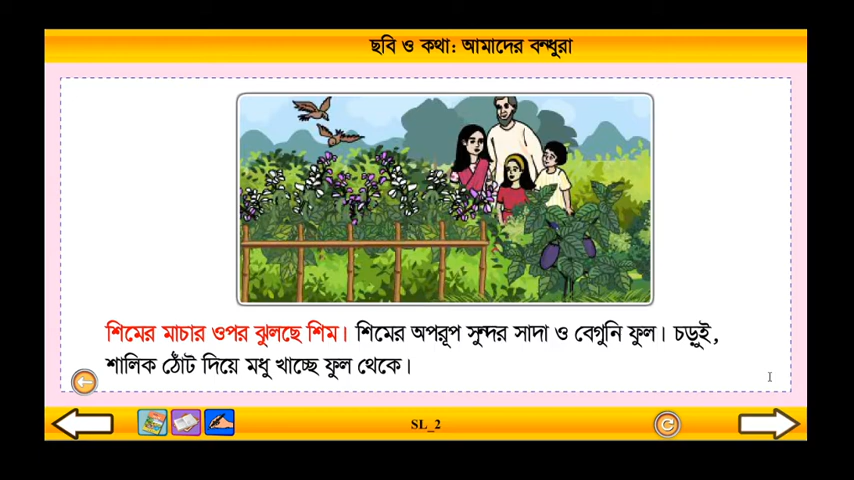 ছবি ও কথা: আমাদের বন্ধুরা
শিমের মাচার ওপর ঝুলছে শিম। শিমের অপরূপ সুন্দর সাদা ও বেগুনি ফুল। চড়ুই,
শালিক ঠোঁট দিয়ে মধু খাচ্ছে ফুল থেকে।
SL_2